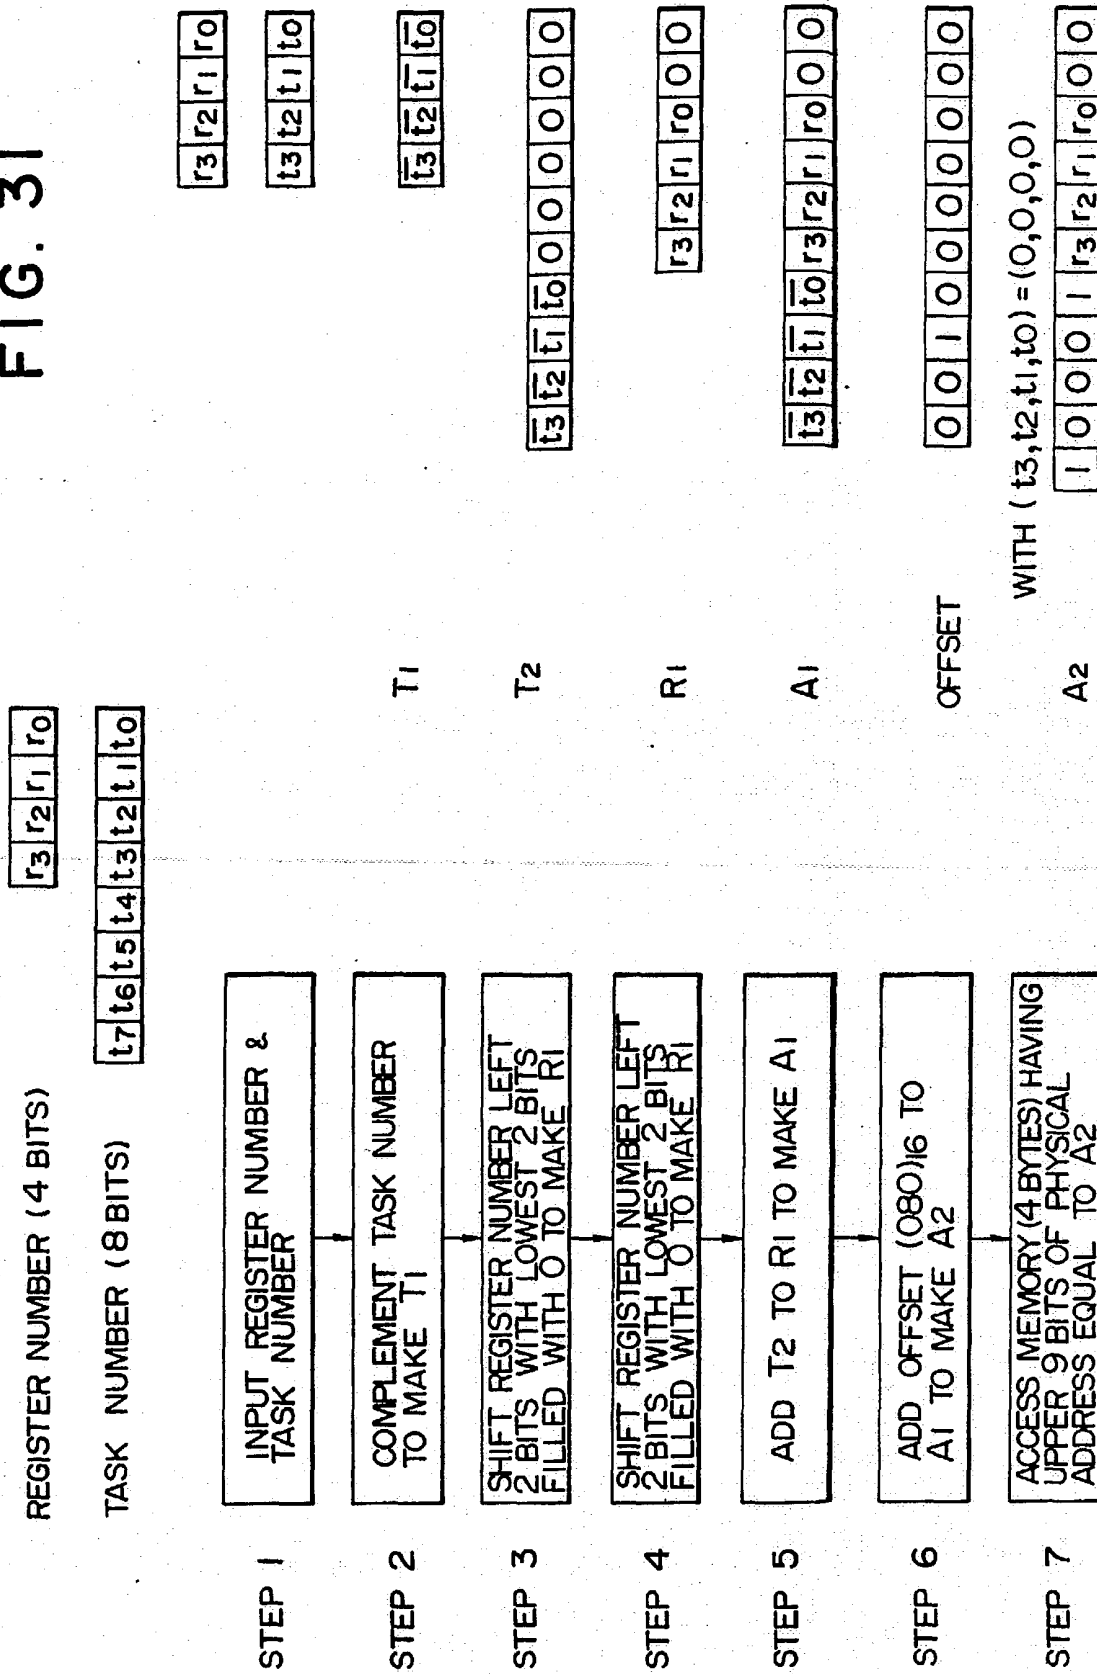 FIG. 31
REGISTER NUMBER (4 BITS)
r3 r2 r1 r0
TASK NUMBER (8 BITS)
t7 t6 t5 t4 t3 t2 t1 t0
STEP 1
INPUT REGISTER NUMBER &
TASK NUMBER
r3 r2 r1 r0
t3 t2 t1 t0
STEP 2
COMPLEMENT TASK NUMBER
TO MAKE T1
T1
t̅3 t̅2 t̅1 t̅0
STEP 3
SHIFT REGISTER NUMBER LEFT
2 BITS WITH LOWEST 2 BITS
FILLED WITH 0 TO MAKE R1
T2
t̅3 t̅2 t̅1 t̅0 0 0 0 0 0 0
STEP 4
SHIFT REGISTER NUMBER LEFT
2 BITS WITH LOWEST 2 BITS
FILLED WITH 0 TO MAKE R1
R1
r3 r2 r1 r0 0 0
STEP 5
ADD T2 TO R1 TO MAKE A1
A1
t̅3 t̅2 t̅1 t̅0 r3 r2 r1 r0 0 0
STEP 6
ADD OFFSET (080)16 TO
A1 TO MAKE A2
OFFSET
0 0 1 0 0 0 0 0 0 0
STEP 7
ACCESS MEMORY (4 BYTES) HAVING
UPPER 9 BITS OF PHYSICAL
ADDRESS EQUAL TO A2
WITH (t3,t2,t1,t0)=(0,0,0,0)
A2
1 0 0 0 1 r3 r2 r1 r0 0 0